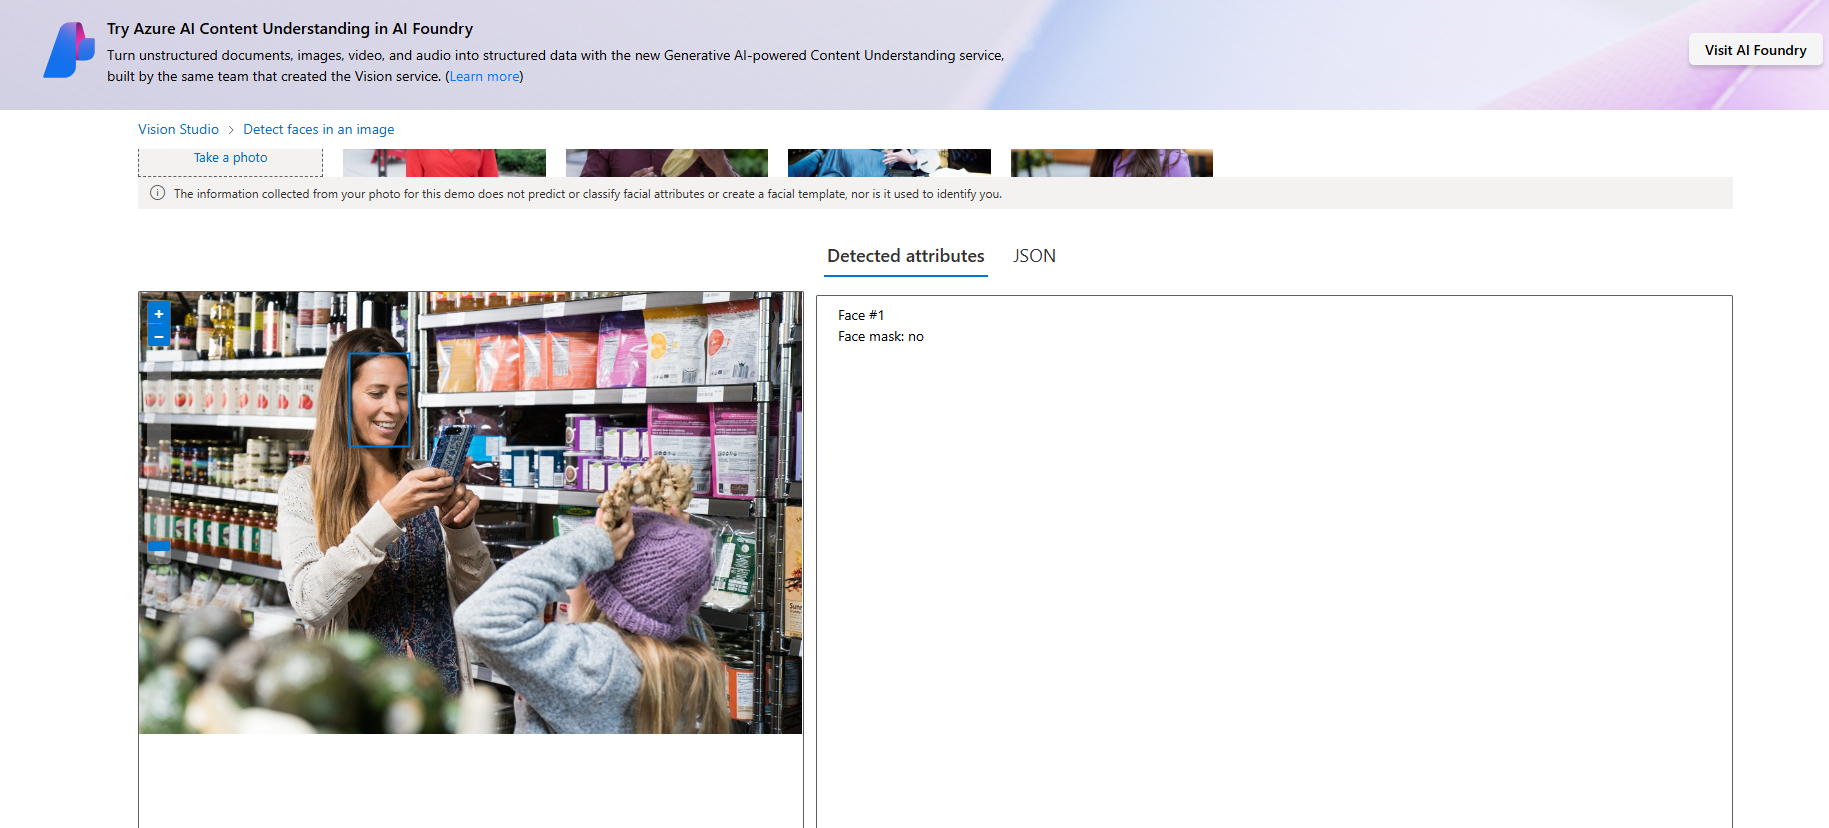 Try Azure AI Content Understanding in AI Foundry
Turn unstructured documents, images, video, and audio into structured data with the new Generative AI-powered Content Understanding service,
built by the same team that created the Vision service. (Learn more)
Visit AI Foundry
Vision Studio > Detect faces in an image
Take a photo
The information collected from your photo for this demo does not predict or classify facial attributes or create a facial template, nor is it used to identify you.
Detected attributes
JSON
+
−
Face #1
Face mask: no